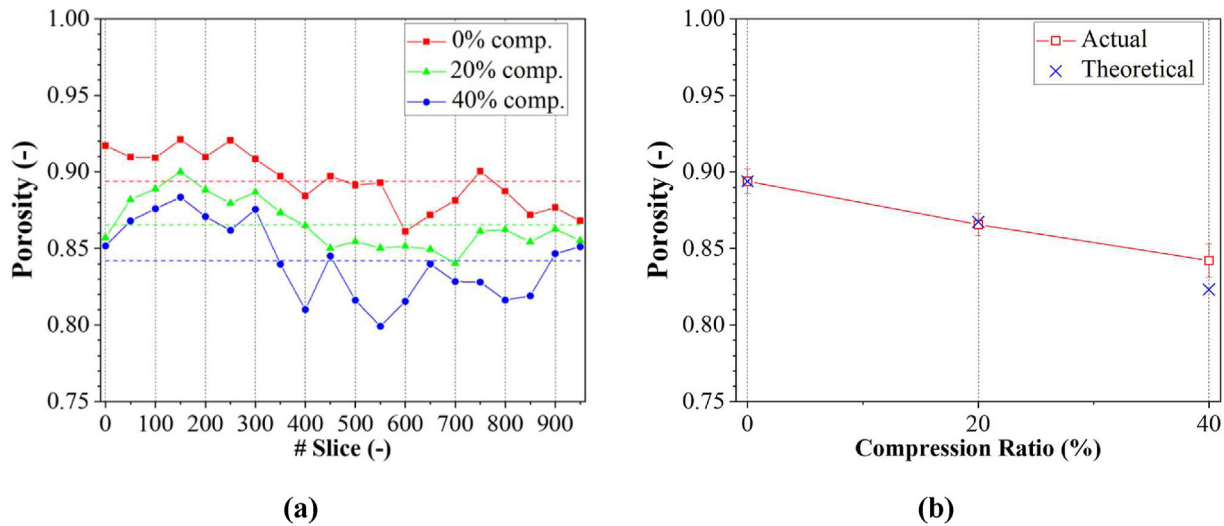 1.00
0.95
0.90
0.85
0.80
0.75
Porosity (-)
0% comp.
20% comp.
40% comp.
0 100 200 300 400 500 600 700 800 900
# Slice (-)
(a)
1.00
0.95
0.90
0.85
0.80
0.75
Porosity (-)
Actual
Theoretical
0 20 40
Compression Ratio (%)
(b)